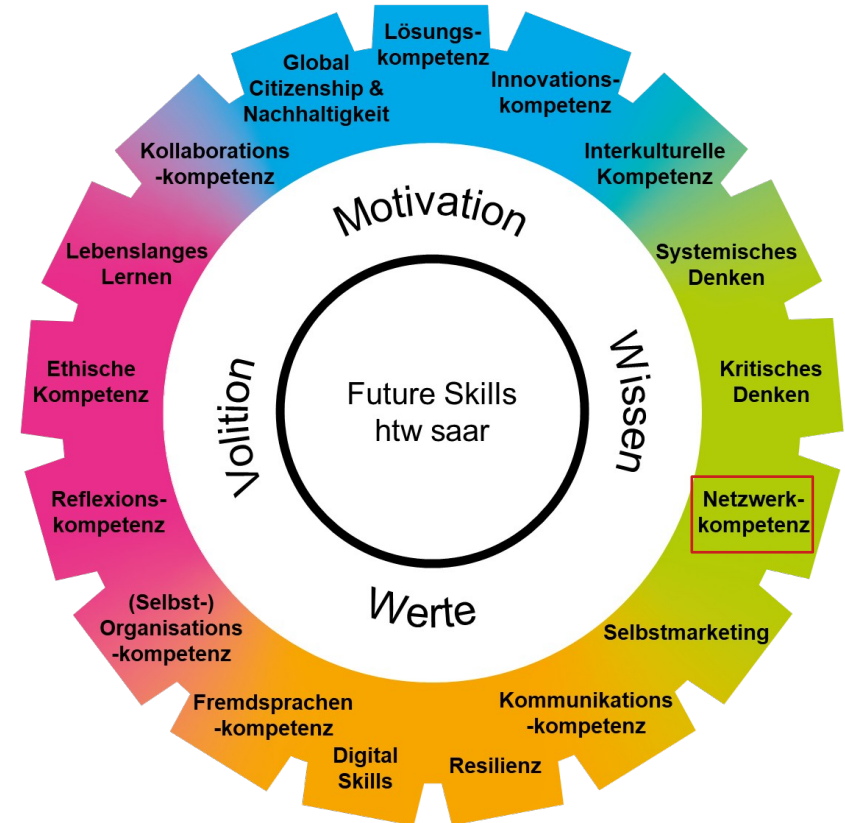 Lösungs-
kompetenz
Innovations-
kompetenz
Interkulturelle
Kompetenz
Systemisches
Denken
Kritisches
Denken
Netzwerk-
kompetenz
Selbstmarketing
Kommunikations
-kompetenz
Resilienz
Digital
Skills
Fremdsprachen
-kompetenz
(Selbst-)
Organisations
-kompetenz
Reflexions-
kompetenz
Ethische
Kompetenz
Lebenslanges
Lernen
Kollaborations
-kompetenz
Global
Citizenship &
Nachhaltigkeit
Motivation
Wissen
Werte
Volition
Future Skills
htw saar